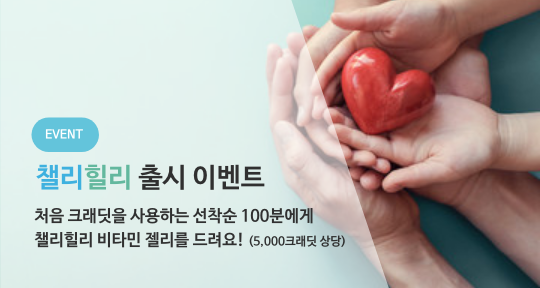 EVENT
챌리힐리 출시 이벤트
처음 크래딧을 사용하는 선착순 100분에게
챌리힐리 비타민 젤리를 드려요! (5,000크래딧 상당)